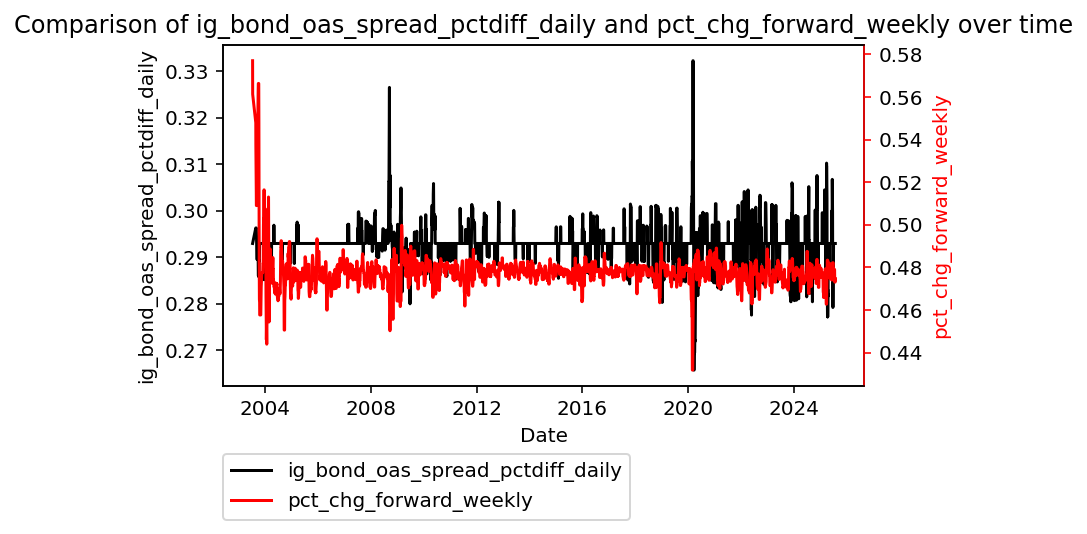 Comparison of ig_bond_oas_spread_pctdiff_daily and pct_chg_forward_weekly over time
ig_bond_oas_spread_pctdiff_daily
0.33
0.32
0.31
0.30
0.29
0.28
0.27
0.58
0.56
0.54
0.52
0.50
0.48
0.46
0.44
pct_chg_forward_weekly
2004 2008 2012 2016 2020 2024
Date
ig_bond_oas_spread_pctdiff_daily
pct_chg_forward_weekly